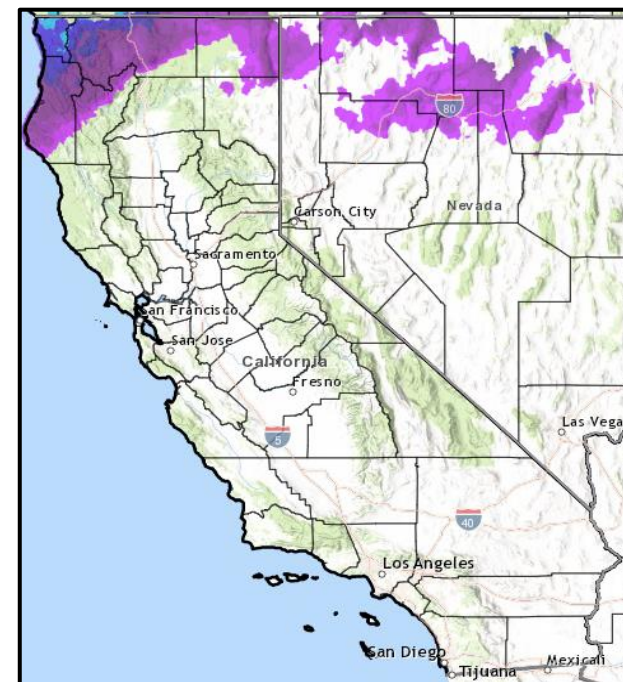 80
Nevada
Carson City
Sacramento
San Francisco
San Jose
California
Fresno
Las Vega
5
40
Los Angeles
San Diego
Tijuana
Mexicali